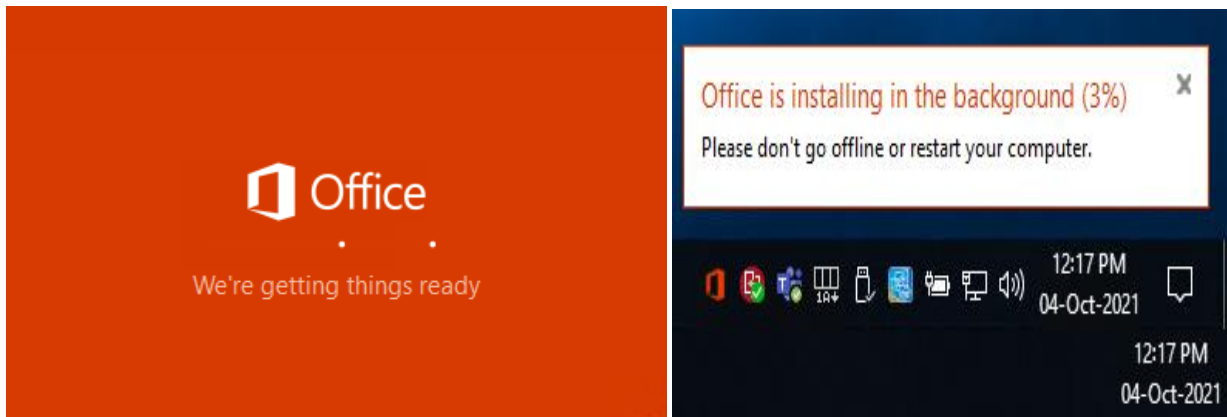 Office
We're getting things ready
Office is installing in the background (3%)
Please don't go offline or restart your computer.
12:17 PM
04-Oct-2021
12:17 PM
04-Oct-2021